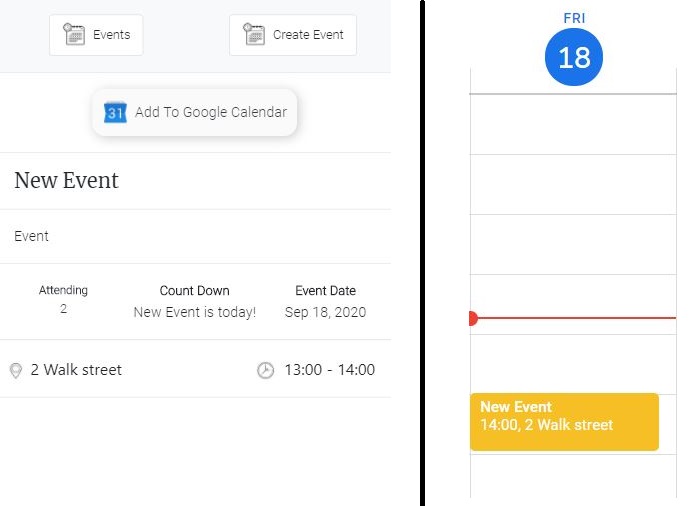 Events
Create Event
31
Add To Google Calendar
New Event
Event
Attending
2
Count Down
New Event is today!
Event Date
Sep 18, 2020
2 Walk street
13:00 - 14:00
FRI
18
New Event
14:00, 2 Walk street